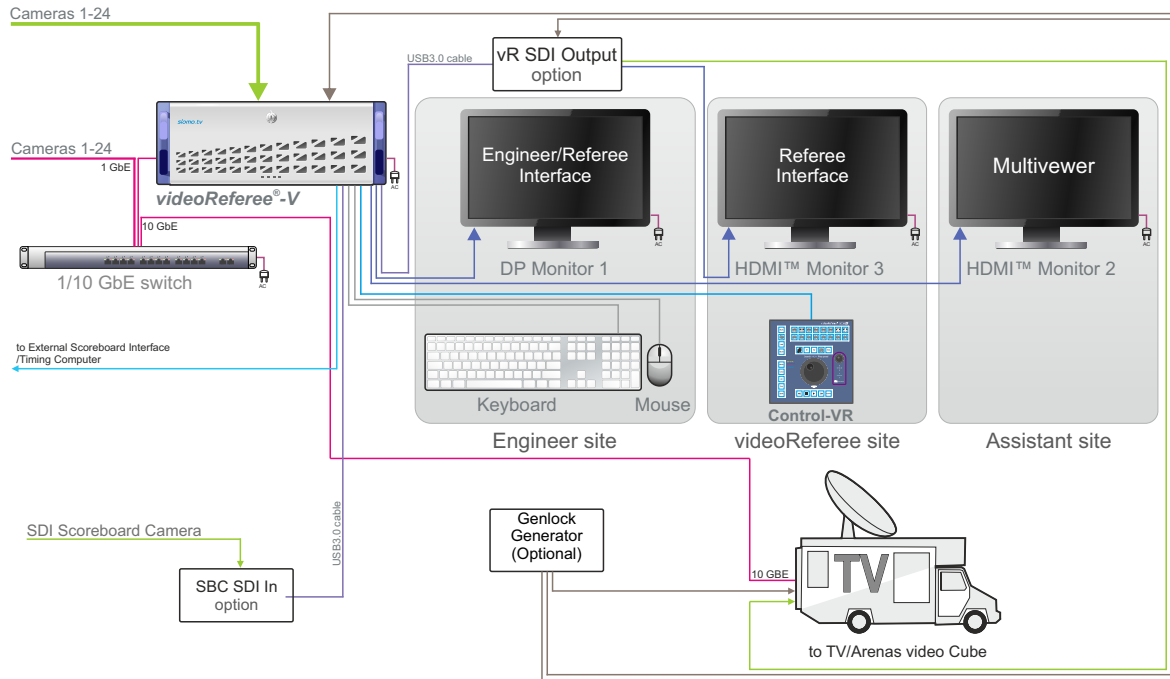 Cameras 1-24
USB3.0 cable
vR SDI Output
option
slomo.tv
Cameras 1-24
1 GbE
AC
videoReferee®-V
10 GbE
1/10 GbE switch
AC
Engineer/Referee
Interface
AC
DP Monitor 1
Referee
Interface
AC
HDMI™ Monitor 3
Multivewer
AC
HDMI™ Monitor 2
to External Scoreboard Interface
/Timing Computer
Keyboard
Mouse
Control-VR
Engineer site
videoReferee site
Assistant site
USB3.0 cable
SDI Scoreboard Camera
SBC SDI In
option
Genlock
Generator
(Optional)
10 GBE
TV
to TV/Arenas video Cube